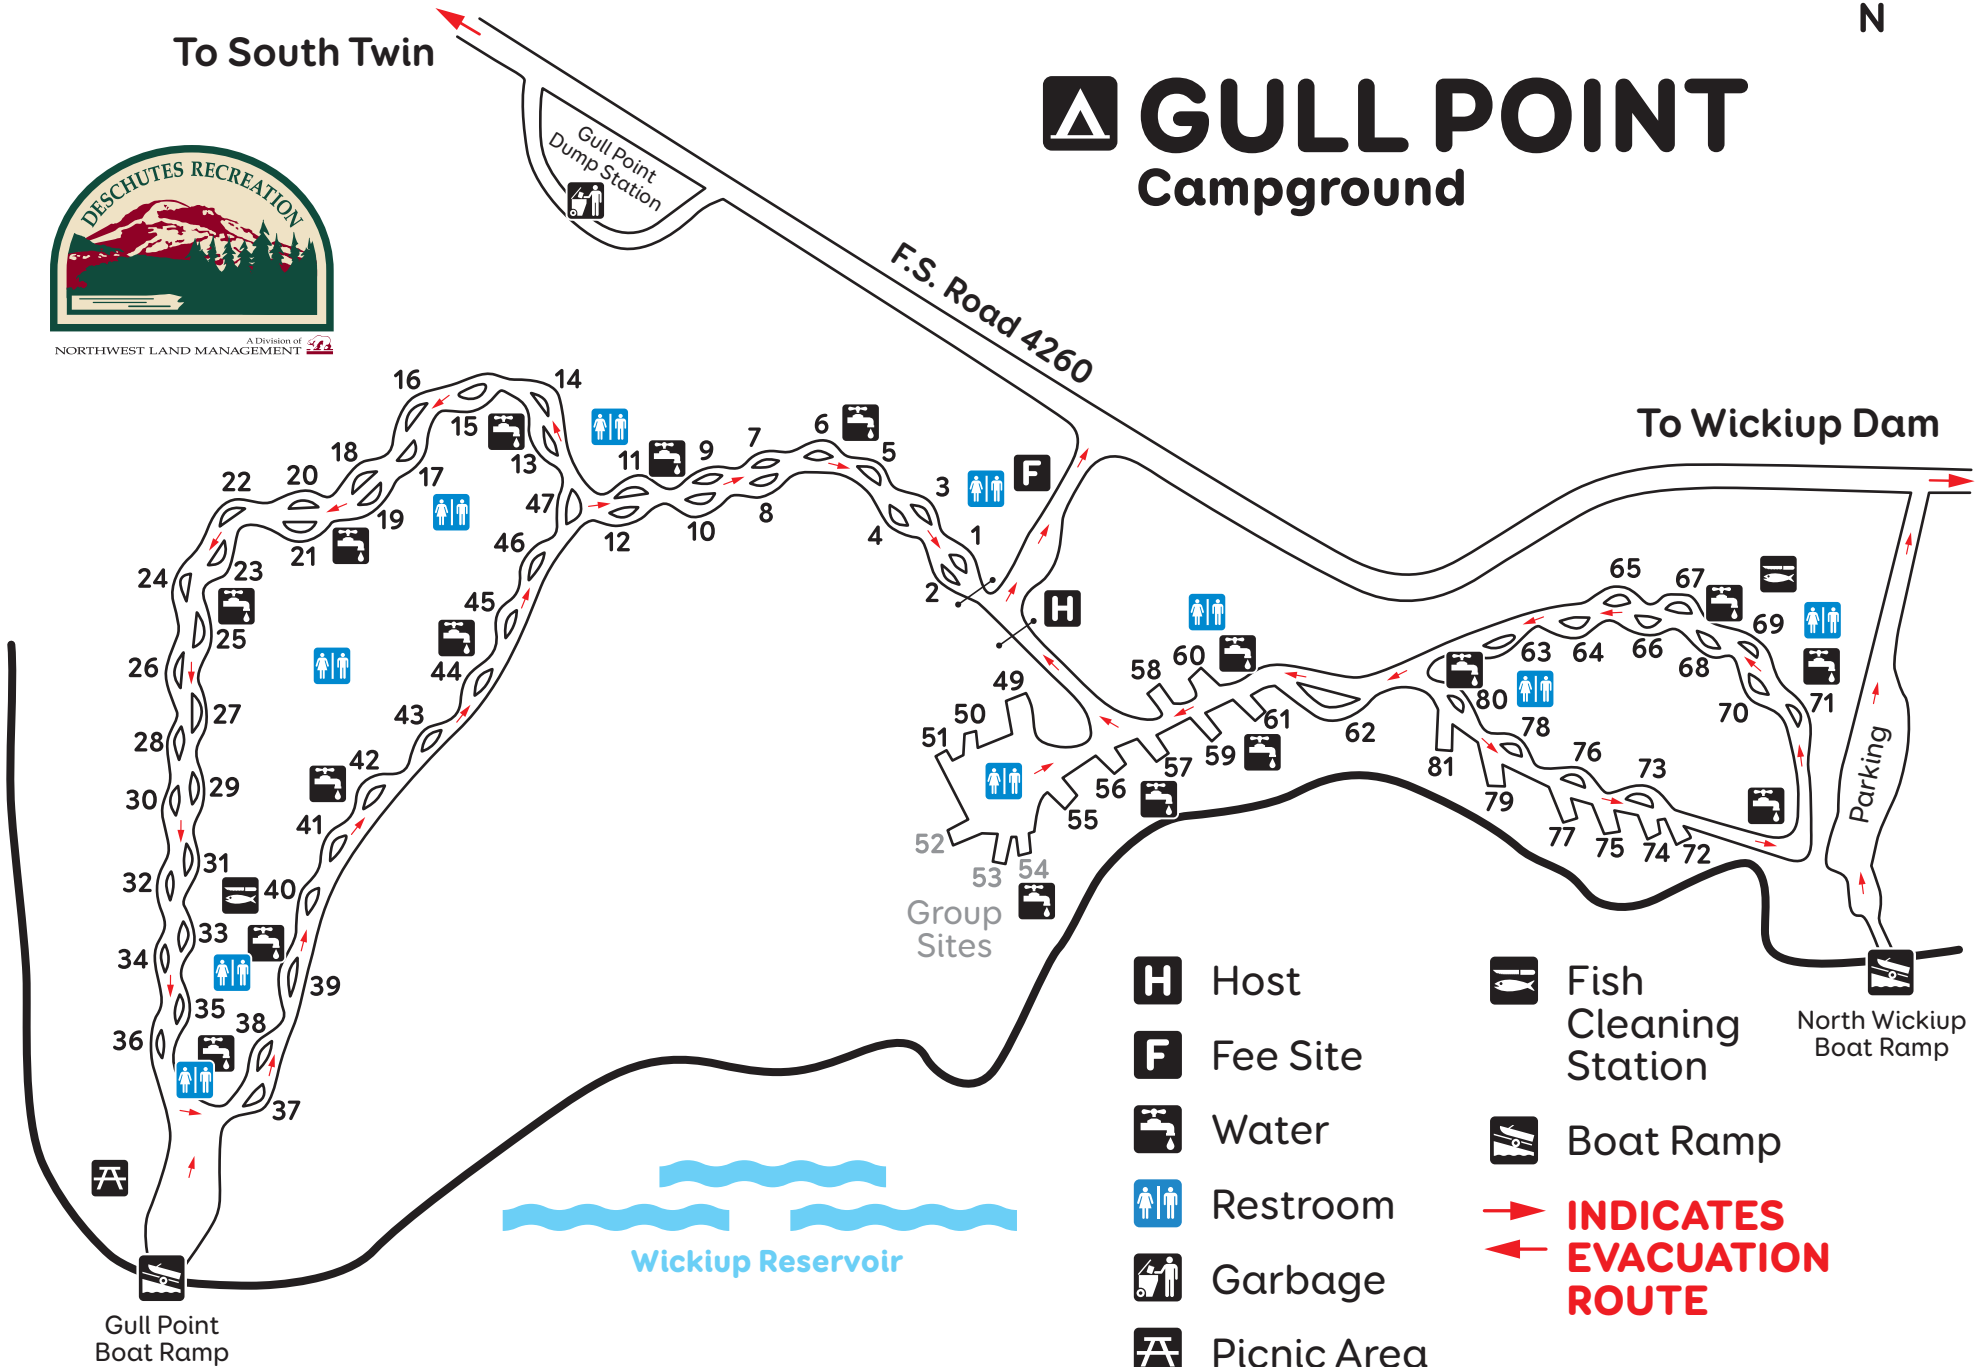 N
To South Twin
GULL POINT
Campground
Gull Point
Dump Station
DESCHUTES RECREATION
A Division of
NORTHWEST LAND MANAGEMENT
F.S. Road 4260
To Wickiup Dam
16
14
15
13
18
17
22
20
19
21
47
11
9
7
6
5
12
10
8
4
3
1
2
F
H
46
45
44
43
42
41
40
39
38
37
24
23
25
26
27
28
29
30
31
32
33
34
35
36
49
50
51
52
53
54
Group
Sites
55
56
57
58
59
60
61
62
63
64
65
66
67
68
69
70
71
72
73
74
75
76
77
78
79
80
81
Parking
North Wickiup
Boat Ramp
Wickiup Reservoir
Gull Point
Boat Ramp
H Host
F Fee Site
Water
Restroom
Garbage
Picnic Area
Fish
Cleaning
Station
Boat Ramp
INDICATES
EVACUATION
ROUTE